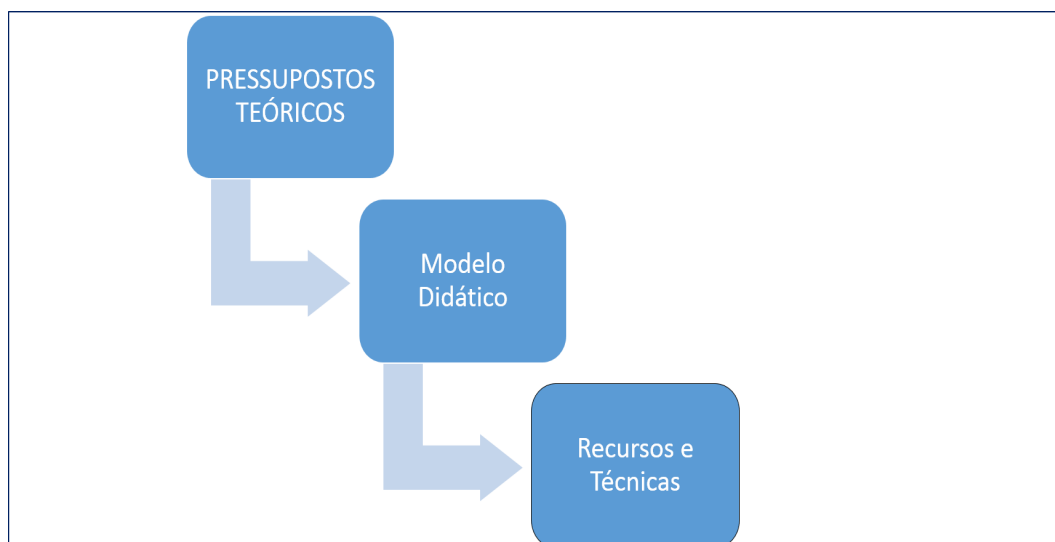 PRESSUPOSTOS
TEÓRICOS
Modelo
Didático
Recursos e
Técnicas